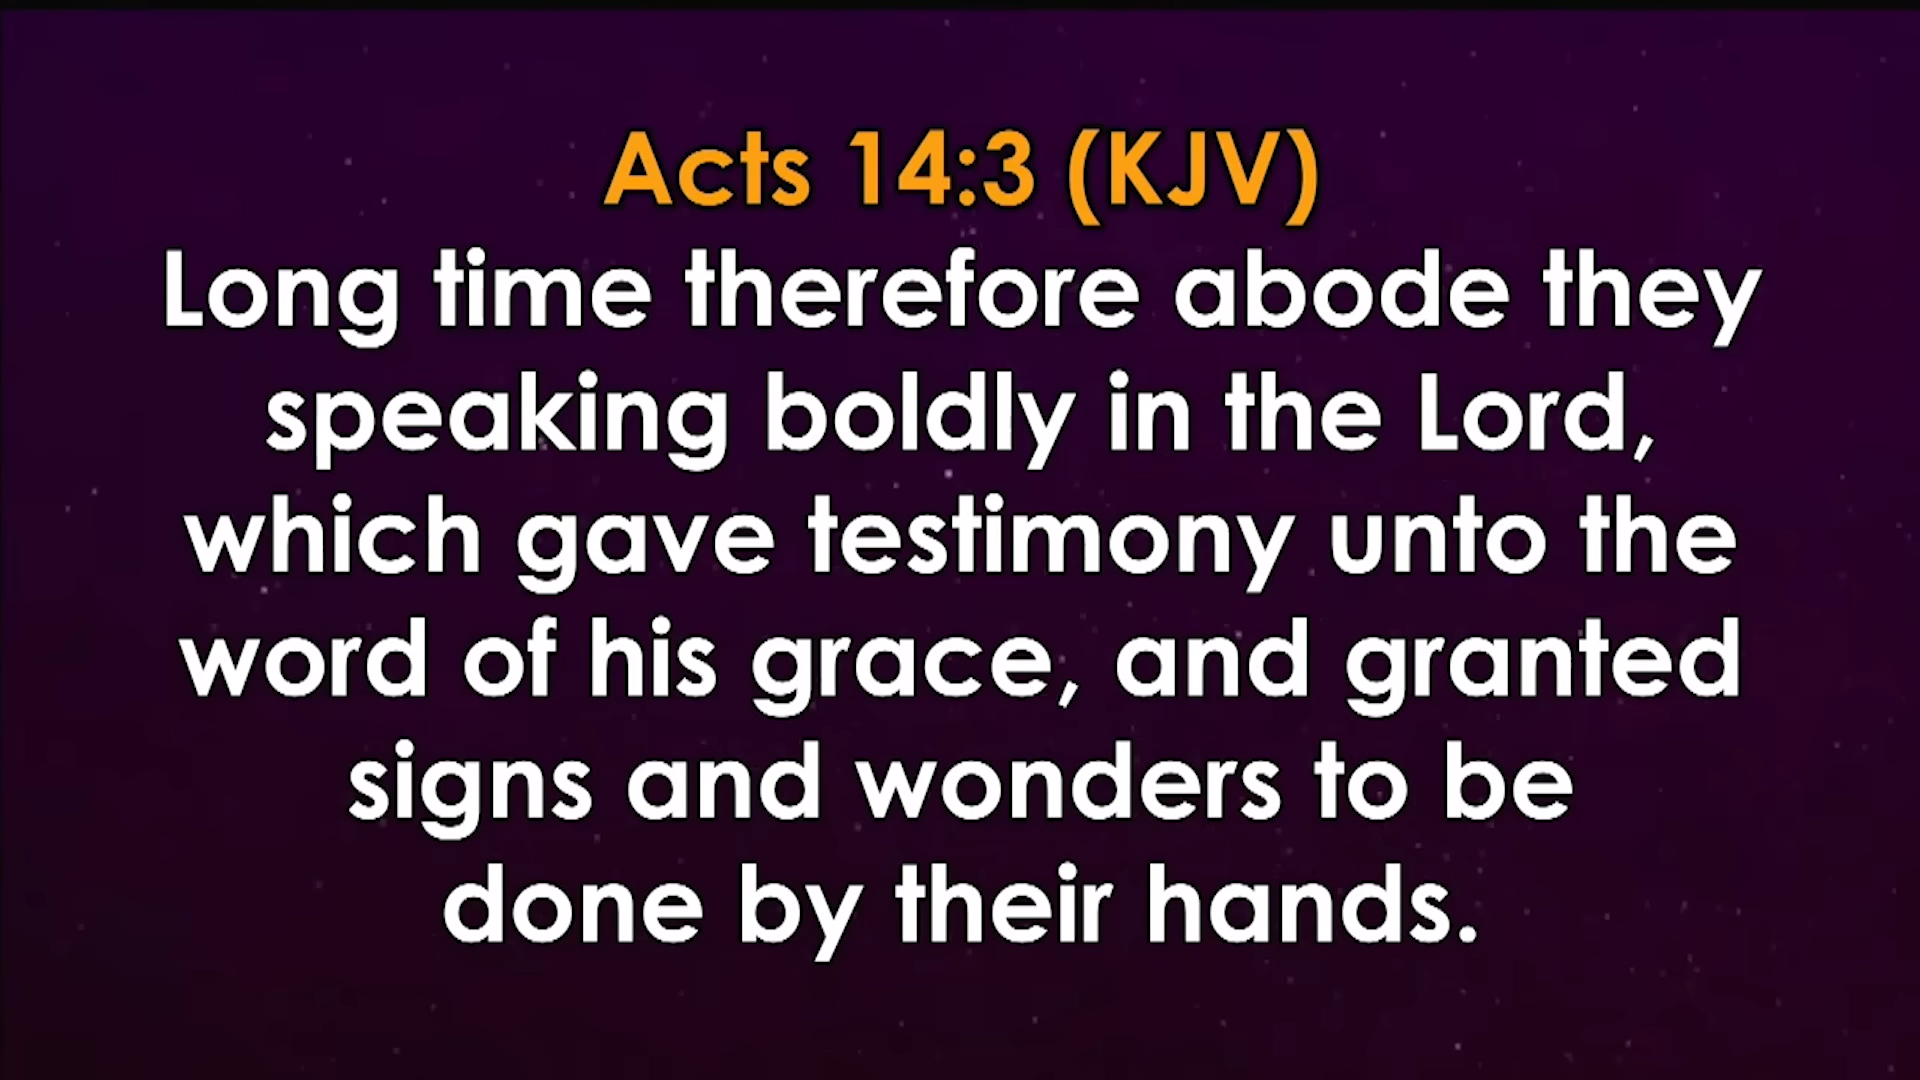 Acts 14:3 (KJV)
Long time therefore abode they
speaking boldly in the Lord,
which gave testimony unto the
word of his grace, and granted
signs and wonders to be
done by their hands.